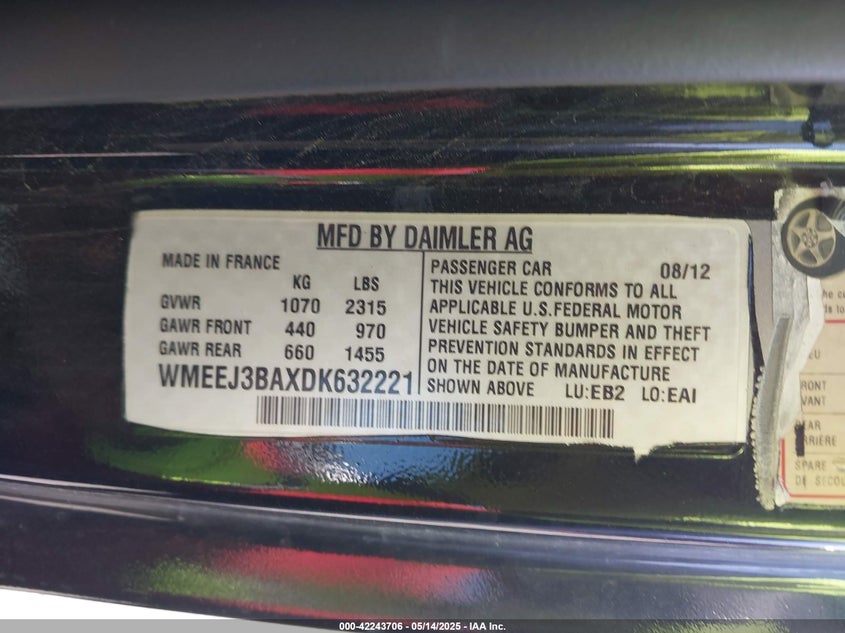 MFD BY DAIMLER AG
MADE IN FRANCE
KG LBS
GVWR 1070 2315
GAWR FRONT 440 970
GAWR REAR 660 1455
WMEEJ3BAXDK632221
PASSENGER CAR 08/12
THIS VEHICLE CONFORMS TO ALL
APPLICABLE U.S.FEDERAL MOTOR
VEHICLE SAFETY BUMPER AND THEFT
PREVENTION STANDARDS IN EFFECT
ON THE DATE OF MANUFACTURE
SHOWN ABOVE LU:EB2 LO:EAI
SPARE
000-42243706 - 05/14/2025 - IAA Inc.